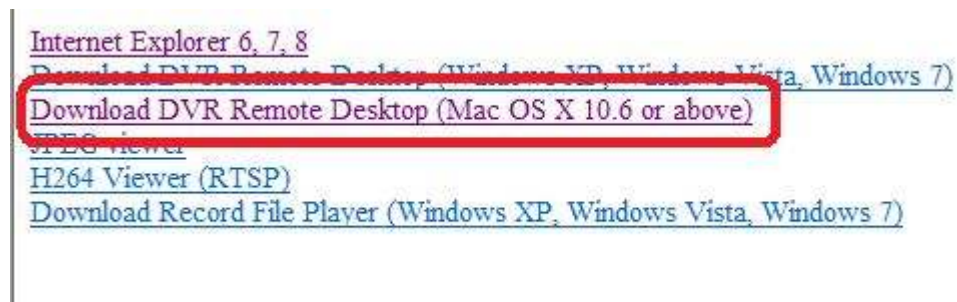 Internet Explorer 6, 7, 8
Download DVR Remote Desktop (Windows XP, Windows Vista, Windows 7)
Download DVR Remote Desktop (Mac OS X 10.6 or above)
JPEG viewer
H264 Viewer (RTSP)
Download Record File Player (Windows XP, Windows Vista, Windows 7)